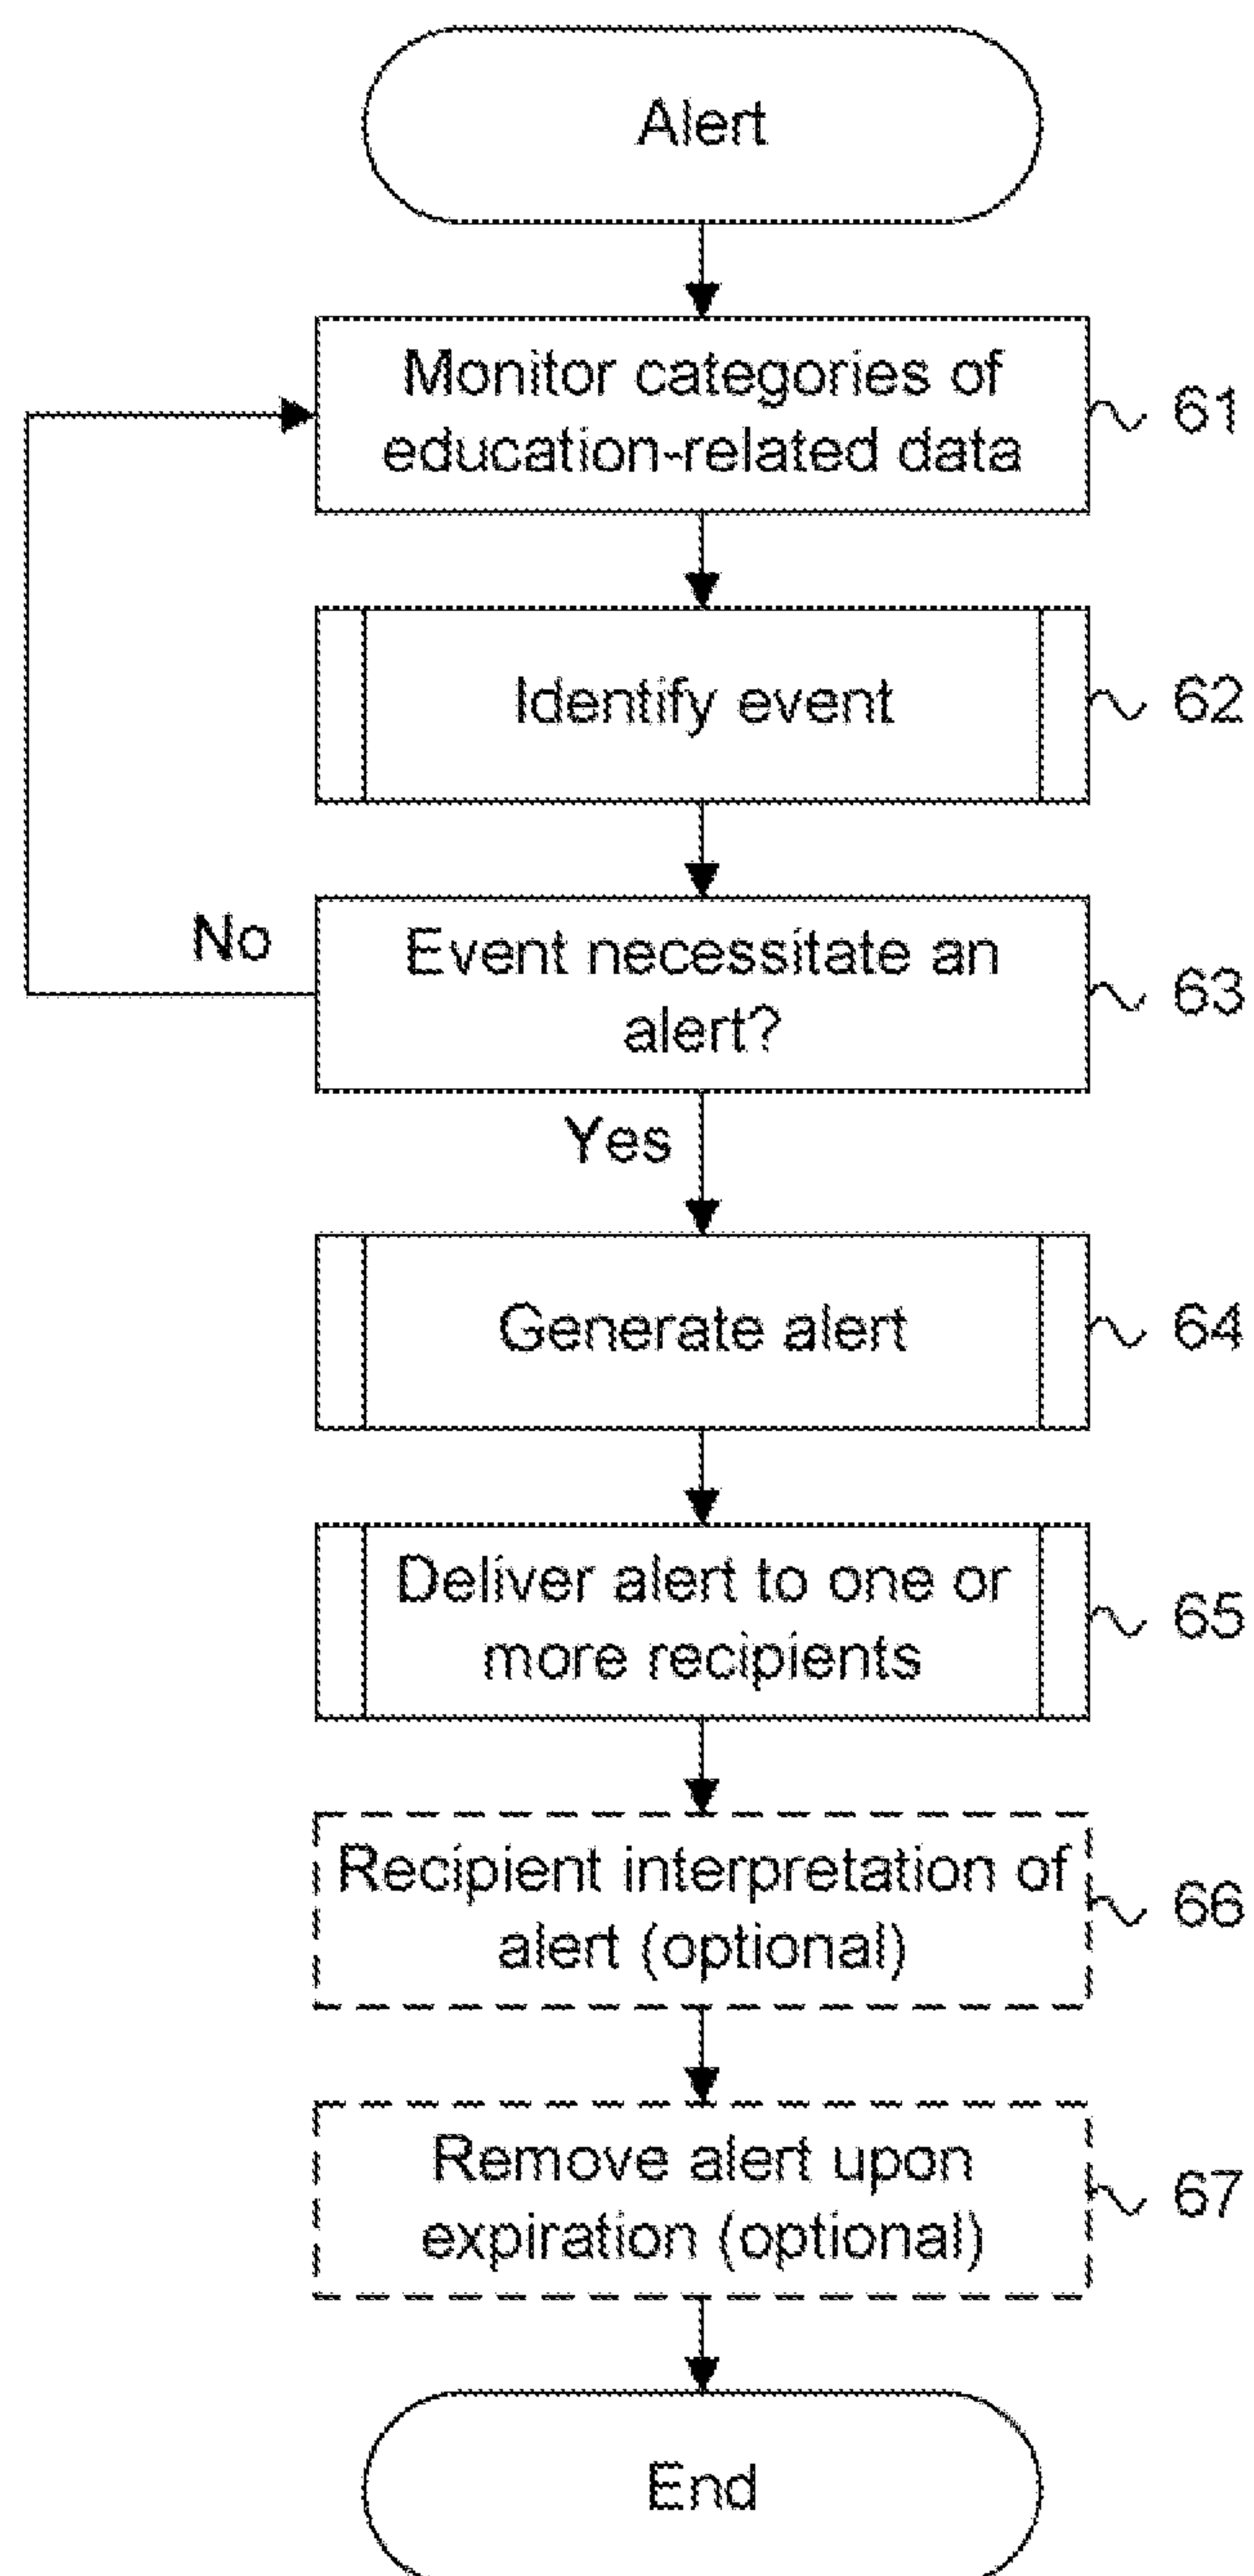 Alert
Monitor categories of
education-related data
61
Identify event
62
No
Event necessitate an
alert?
63
Yes
Generate alert
64
Deliver alert to one or
more recipients
65
Recipient interpretation of
alert (optional)
66
Remove alert upon
expiration (optional)
67
End